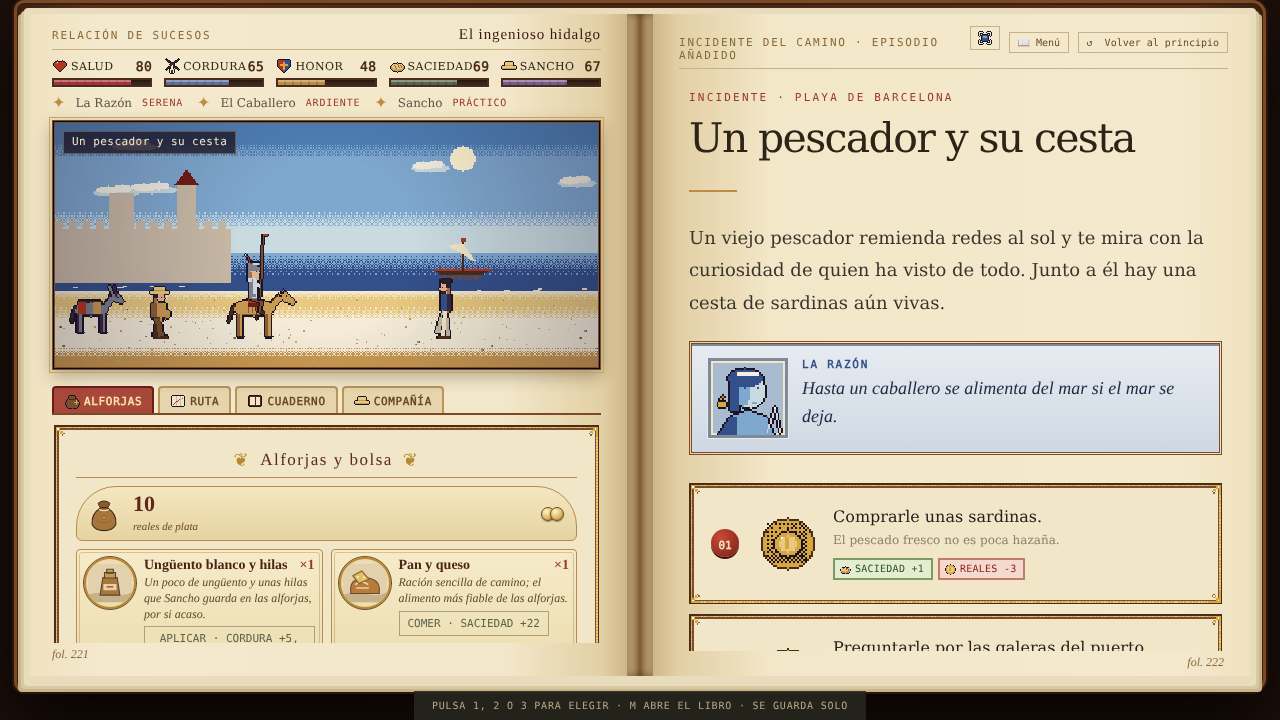 RELACIÓN DE SUCESOS
El ingenioso hidalgo
SALUD 80
CORDURA 65
HONOR 48
SACIEDAD 69
SANCHO 67
La Razón SERENA
El Caballero ARDIENTE
Sancho PRÁCTICO
Un pescador y su cesta
ALFORJAS
RUTA
CUADERNO
COMPAÑÍA
Alforjas y bolsa
10
reales de plata
Ungüento blanco y hilas ×1
Un poco de ungüento y unas hilas
que Sancho guarda en las alforjas,
por si acaso.
APLICAR · CORDURA +5,
Pan y queso ×1
Ración sencilla de camino; el
alimento más fiable de las alforjas.
COMER · SACIEDAD +22
fol. 221
INCIDENTE DEL CAMINO · EPISODIO
AÑADIDO
Menú
Volver al principio
INCIDENTE · PLAYA DE BARCELONA
Un pescador y su cesta
Un viejo pescador remienda redes al sol y te mira con la
curiosidad de quien ha visto de todo. Junto a él hay una
cesta de sardinas aún vivas.
LA RAZÓN
Hasta un caballero se alimenta del mar si el mar se
deja.
01
Comprarle unas sardinas.
El pescado fresco no es poca hazaña.
SACIEDAD +1
REALES -3
Preguntarle por las galeras del puerto
fol. 222
PULSA 1, 2 O 3 PARA ELEGIR · M ABRE EL LIBRO · SE GUARDA SOLO